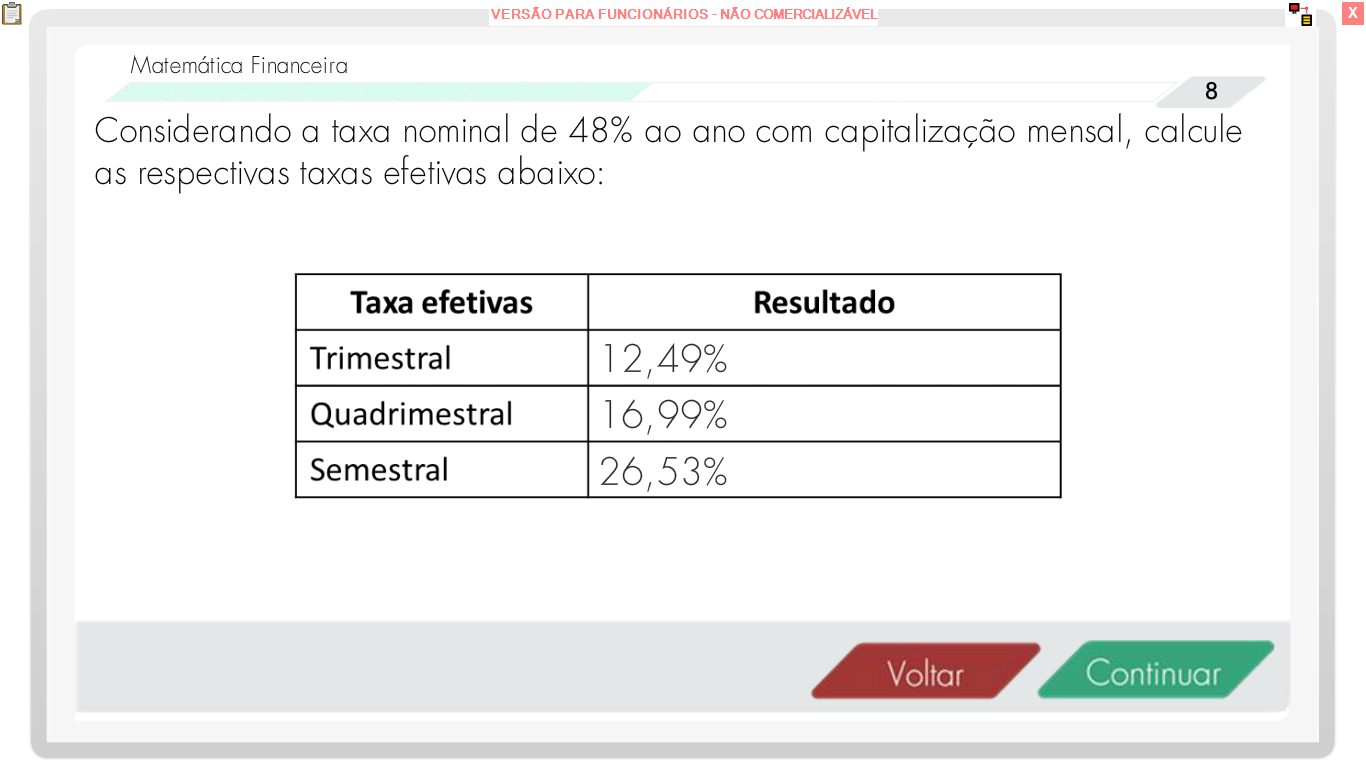 VERSÃO PARA FUNCIONÁRIOS - NÃO COMERCIALIZÁVEL
X
Matemática Financeira
8
Considerando a taxa nominal de 48% ao ano com capitalização mensal, calcule
as respectivas taxas efetivas abaixo:
Taxa efetivas Resultado
Trimestral 12,49%
Quadrimestral 16,99%
Semestral 26,53%
Voltar Continuar